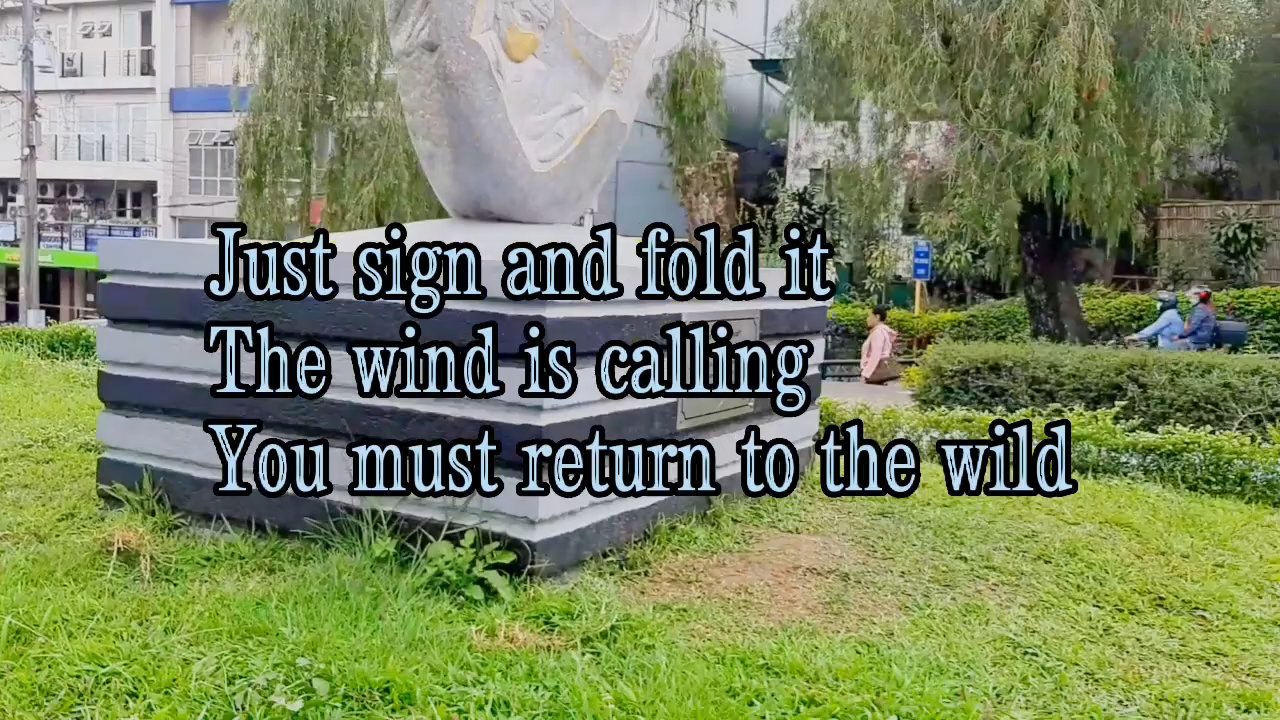 Just sign and fold it
The wind is calling
You must return to the wild